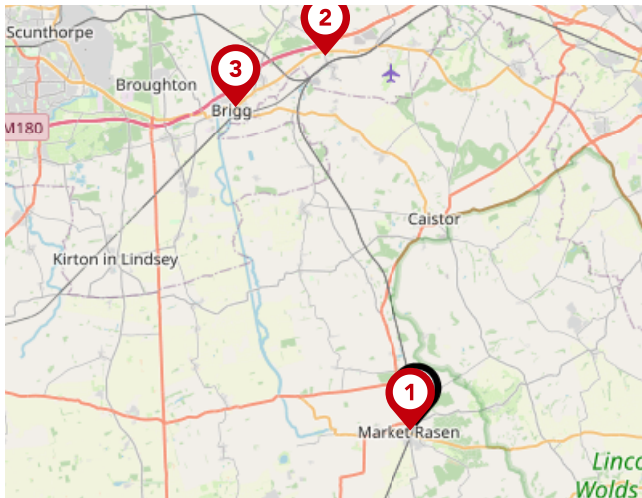 Scunthorpe
2
3
Broughton
Brigg
M180
Caistor
Kirton in Lindsey
1
Market Rasen
Linco
Wolds